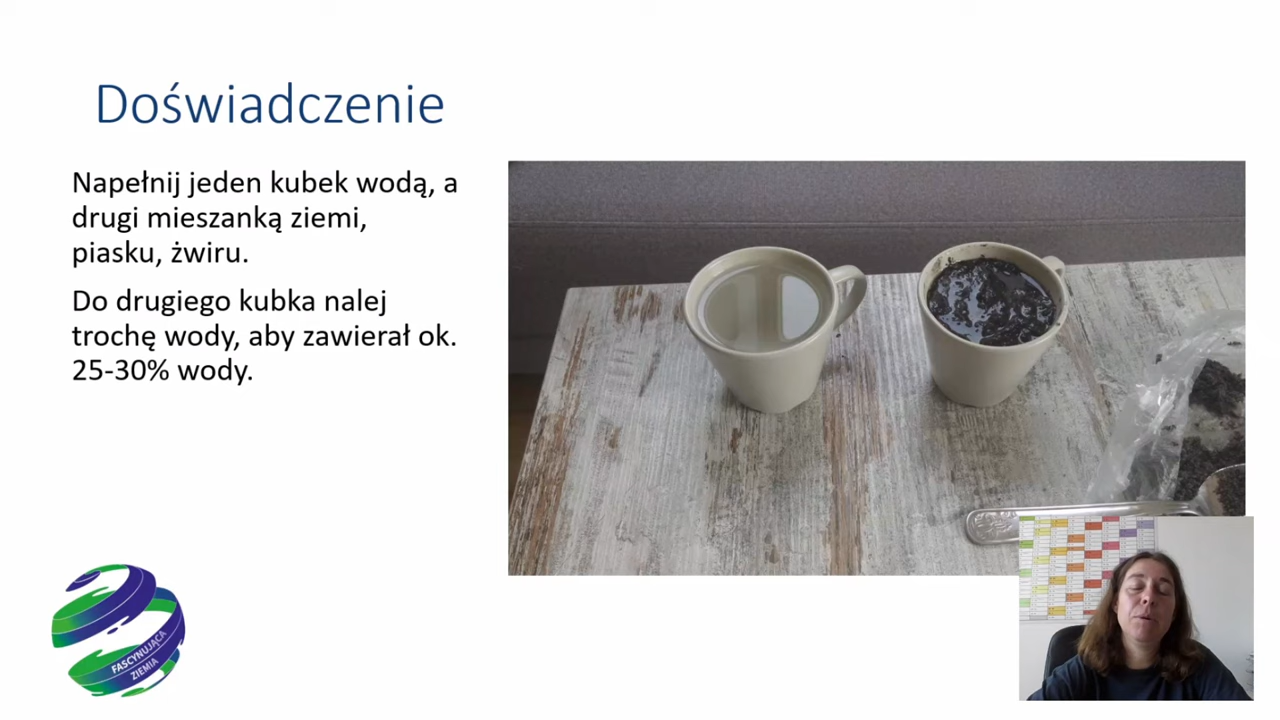 Doświadczenie
Napełnij jeden kubek wodą, a
drugi mieszanką ziemi,
piasku, żwiru.
Do drugiego kubka nalej
trochę wody, aby zawierał ok.
25-30% wody.
FASCYNUJĄCA
ZIEMIA